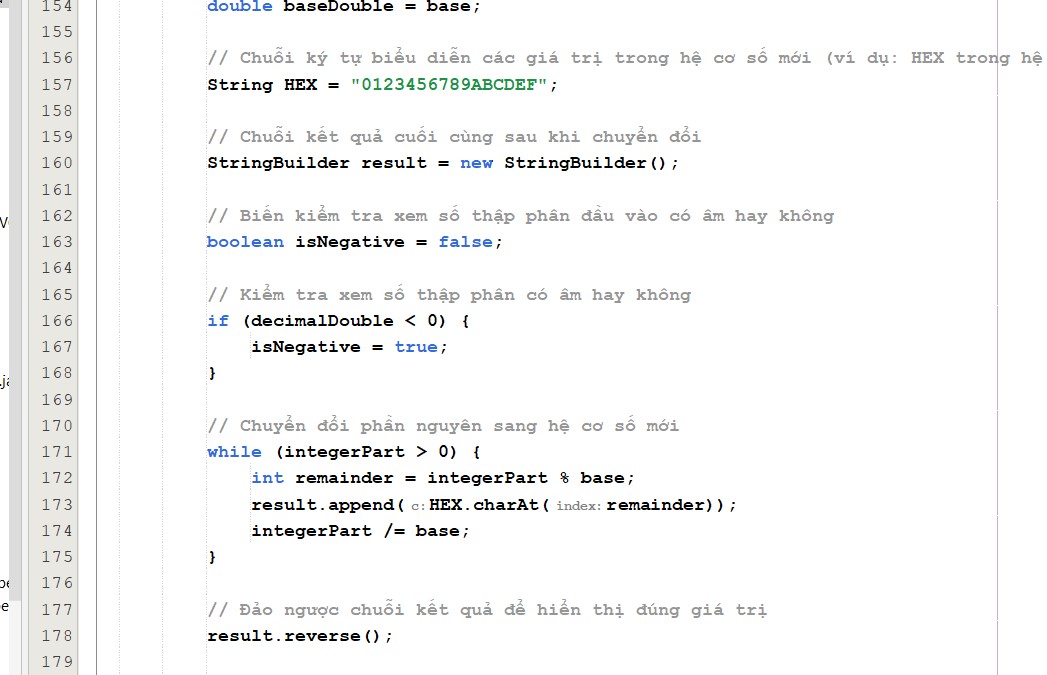 154 double baseDouble = base;
155
156 // Chuỗi ký tự biểu diễn các giá trị trong hệ cơ số mới (ví dụ: HEX trong hệ
157 String HEX = "0123456789ABCDEF";
158
159 // Chuỗi kết quả cuối cùng sau khi chuyển đổi
160 StringBuilder result = new StringBuilder();
161
162 // Biến kiểm tra xem số thập phân đầu vào có âm hay không
163 boolean isNegative = false;
164
165 // Kiểm tra xem số thập phân có âm hay không
166 if (decimalDouble < 0) {
167 isNegative = true;
168 }
169
170 // Chuyển đổi phần nguyên sang hệ cơ số mới
171 while (integerPart > 0) {
172 int remainder = integerPart % base;
173 result.append( c: HEX.charAt( index: remainder));
174 integerPart /= base;
175 }
176
177 // Đảo ngược chuỗi kết quả để hiển thị đúng giá trị
178 result.reverse();
179